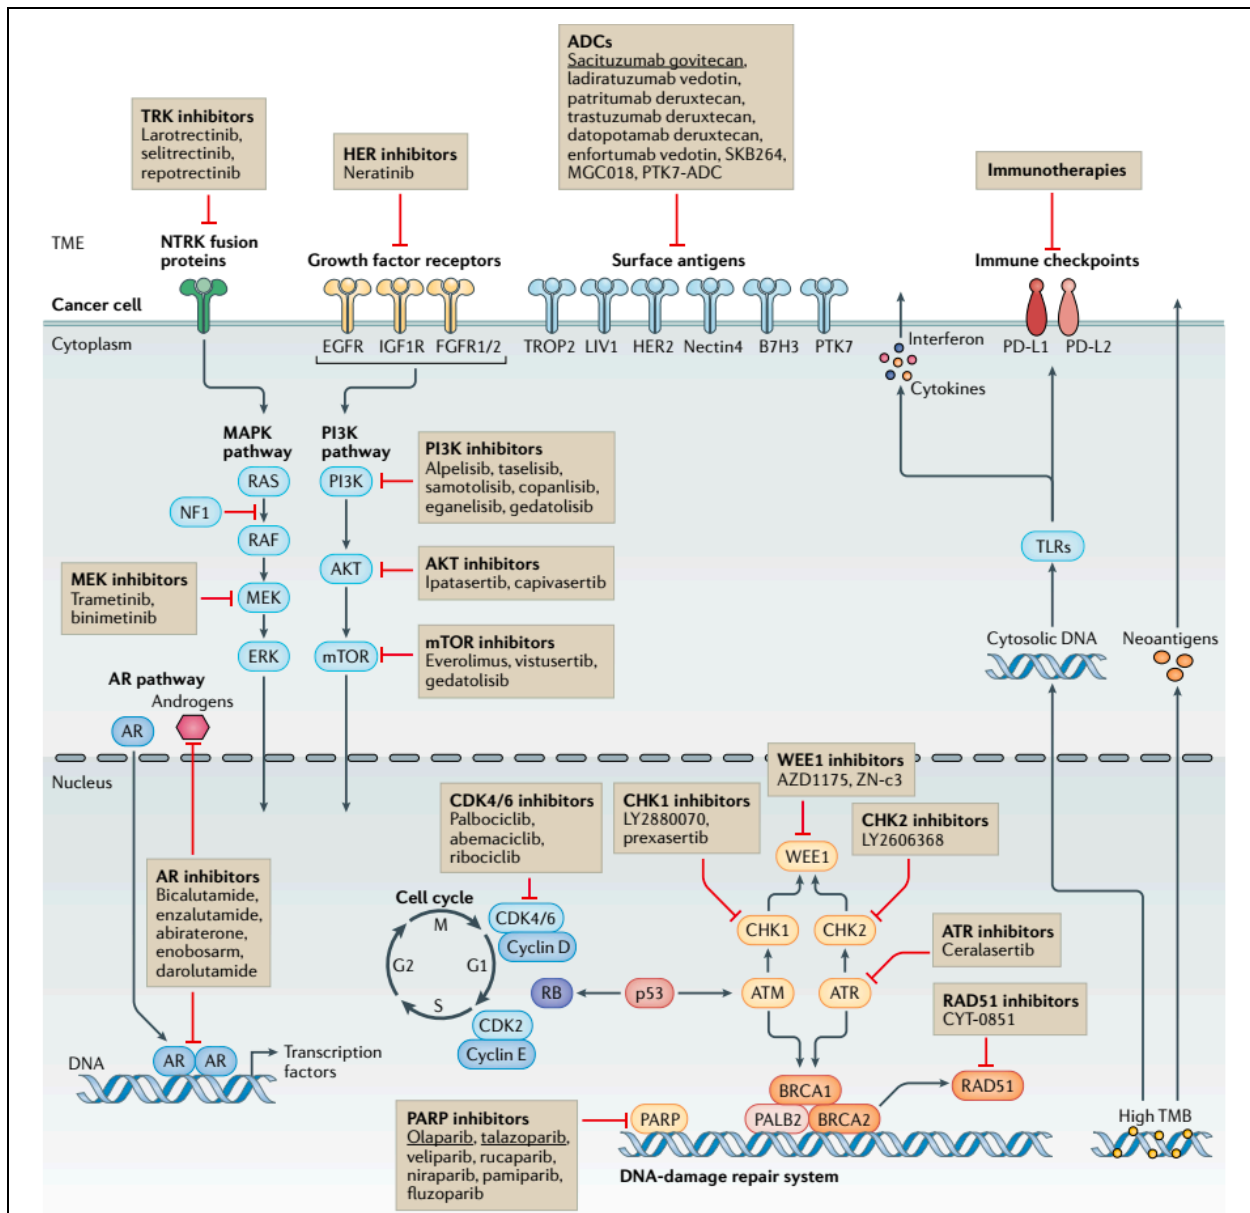 ADCs
Sacituzumab govitecan,
ladiratuzumab vedotin,
patritumab deruxtecan,
trastuzumab deruxtecan,
datopotamab deruxtecan,
enfortumab vedotin, SKB264,
MGC018, PTK7-ADC
TRK inhibitors
Larotrectinib,
selitrectinib,
repotrectinib
HER inhibitors
Neratinib
Immunotherapies
TME
NTRK fusion
proteins
Growth factor receptors
Surface antigens
Immune checkpoints
Cancer cell
Cytoplasm
EGFR
IGF1R
FGFR1/2
TROP2
LIV1
HER2
Nectin4
B7H3
PTK7
Interferon
Cytokines
PD-L1
PD-L2
MAPK
pathway
PI3K
pathway
RAS
NF1
RAF
MEK
ERK
PI3K
AKT
mTOR
PI3K inhibitors
Alpelisib, taselisib,
samotolisib, copanlisib,
eganelisib, gedatolisib
AKT inhibitors
Ipatasertib, capivasertib
mTOR inhibitors
Everolimus, vistusertib,
gedatolisib
MEK inhibitors
Trametinib,
binimetinib
TLRs
Cytosolic DNA
Neoantigens
AR pathway
Androgens
AR
Nucleus
WEE1 inhibitors
AZD1175, ZN-c3
CDK4/6 inhibitors
Palbociclib,
abemaciclib,
ribociclib
CHK1 inhibitors
LY2880070,
prexasertib
CHK2 inhibitors
LY2606368
WEE1
AR inhibitors
Bicalutamide,
enzalutamide,
abiraterone,
enobosarm,
darolutamide
Cell cycle
M
G2
G1
S
CDK4/6
Cyclin D
CDK2
Cyclin E
CHK1
CHK2
ATR inhibitors
Ceralasertib
RB
p53
ATM
ATR
RAD51 inhibitors
CYT-0851
DNA
AR
AR
Transcription
factors
BRCA1
PALB2
BRCA2
RAD51
PARP inhibitors
Olaparib, talazoparib,
veliparib, rucaparib,
niraparib, pamiparib,
fluzoparib
PARP
DNA-damage repair system
High TMB